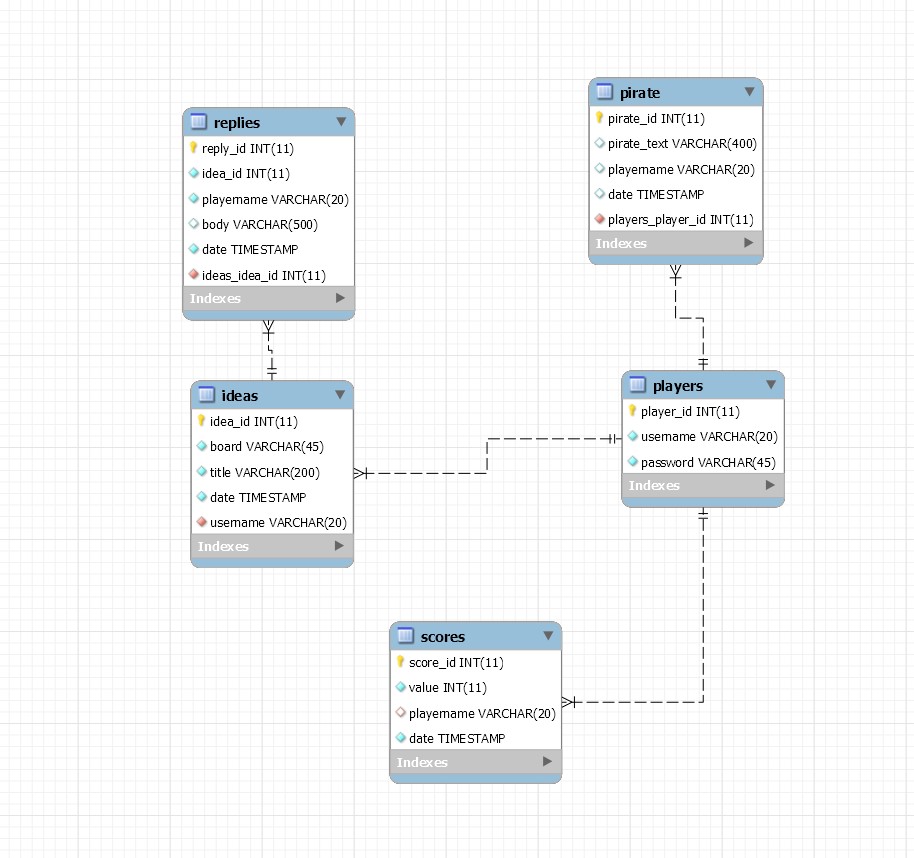 replies
reply_id INT(11)
idea_id INT(11)
playername VARCHAR(20)
body VARCHAR(500)
date TIMESTAMP
ideas_idea_id INT(11)
Indexes
pirate
pirate_id INT(11)
pirate_text VARCHAR(400)
playername VARCHAR(20)
date TIMESTAMP
players_player_id INT(11)
Indexes
ideas
idea_id INT(11)
board VARCHAR(45)
title VARCHAR(200)
date TIMESTAMP
username VARCHAR(20)
Indexes
players
player_id INT(11)
username VARCHAR(20)
password VARCHAR(45)
Indexes
scores
score_id INT(11)
value INT(11)
playername VARCHAR(20)
date TIMESTAMP
Indexes